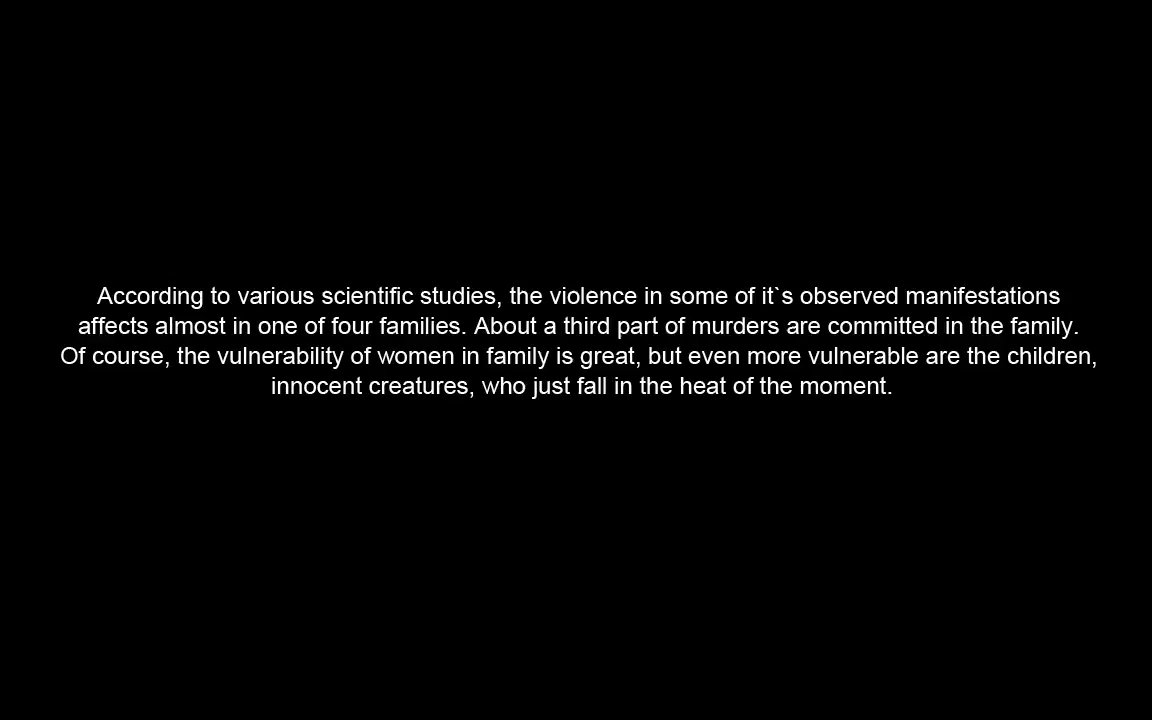 According to various scientific studies, the violence in some of it`s observed manifestations
affects almost in one of four families. About a third part of murders are committed in the family.
Of course, the vulnerability of women in family is great, but even more vulnerable are the children,
innocent creatures, who just fall in the heat of the moment.